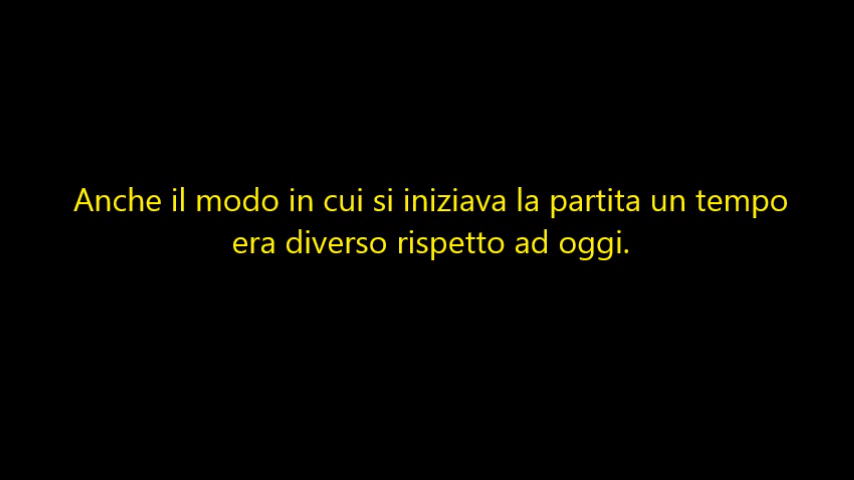 Anche il modo in cui si iniziava la partita un tempo
era diverso rispetto ad oggi.